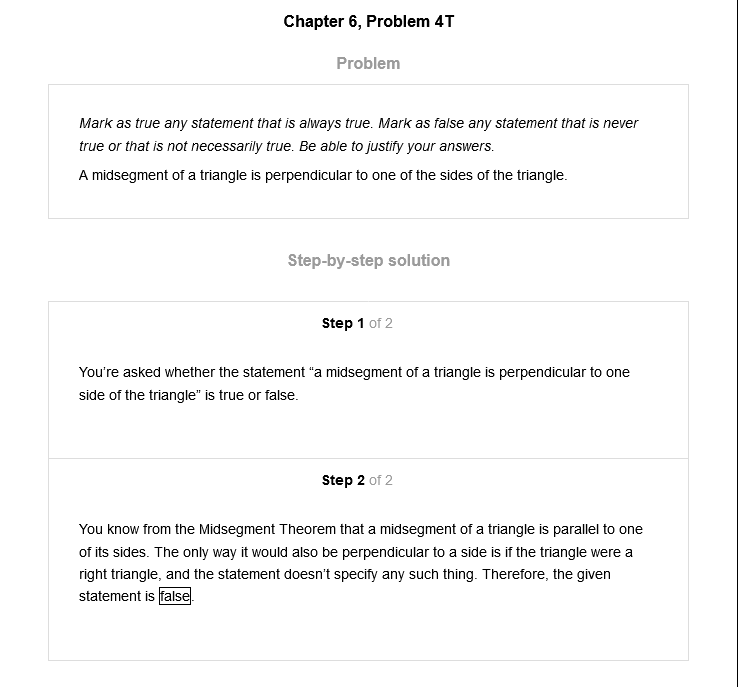 Chapter 6, Problem 4T
Problem
Mark as true any statement that is always true. Mark as false any statement that is never
true or that is not necessarily true. Be able to justify your answers.
A midsegment of a triangle is perpendicular to one of the sides of the triangle.
Step-by-step solution
Step 1 of 2
You’re asked whether the statement “a midsegment of a triangle is perpendicular to one
side of the triangle” is true or false.
Step 2 of 2
You know from the Midsegment Theorem that a midsegment of a triangle is parallel to one
of its sides. The only way it would also be perpendicular to a side is if the triangle were a
right triangle, and the statement doesn’t specify any such thing. Therefore, the given
statement is false.